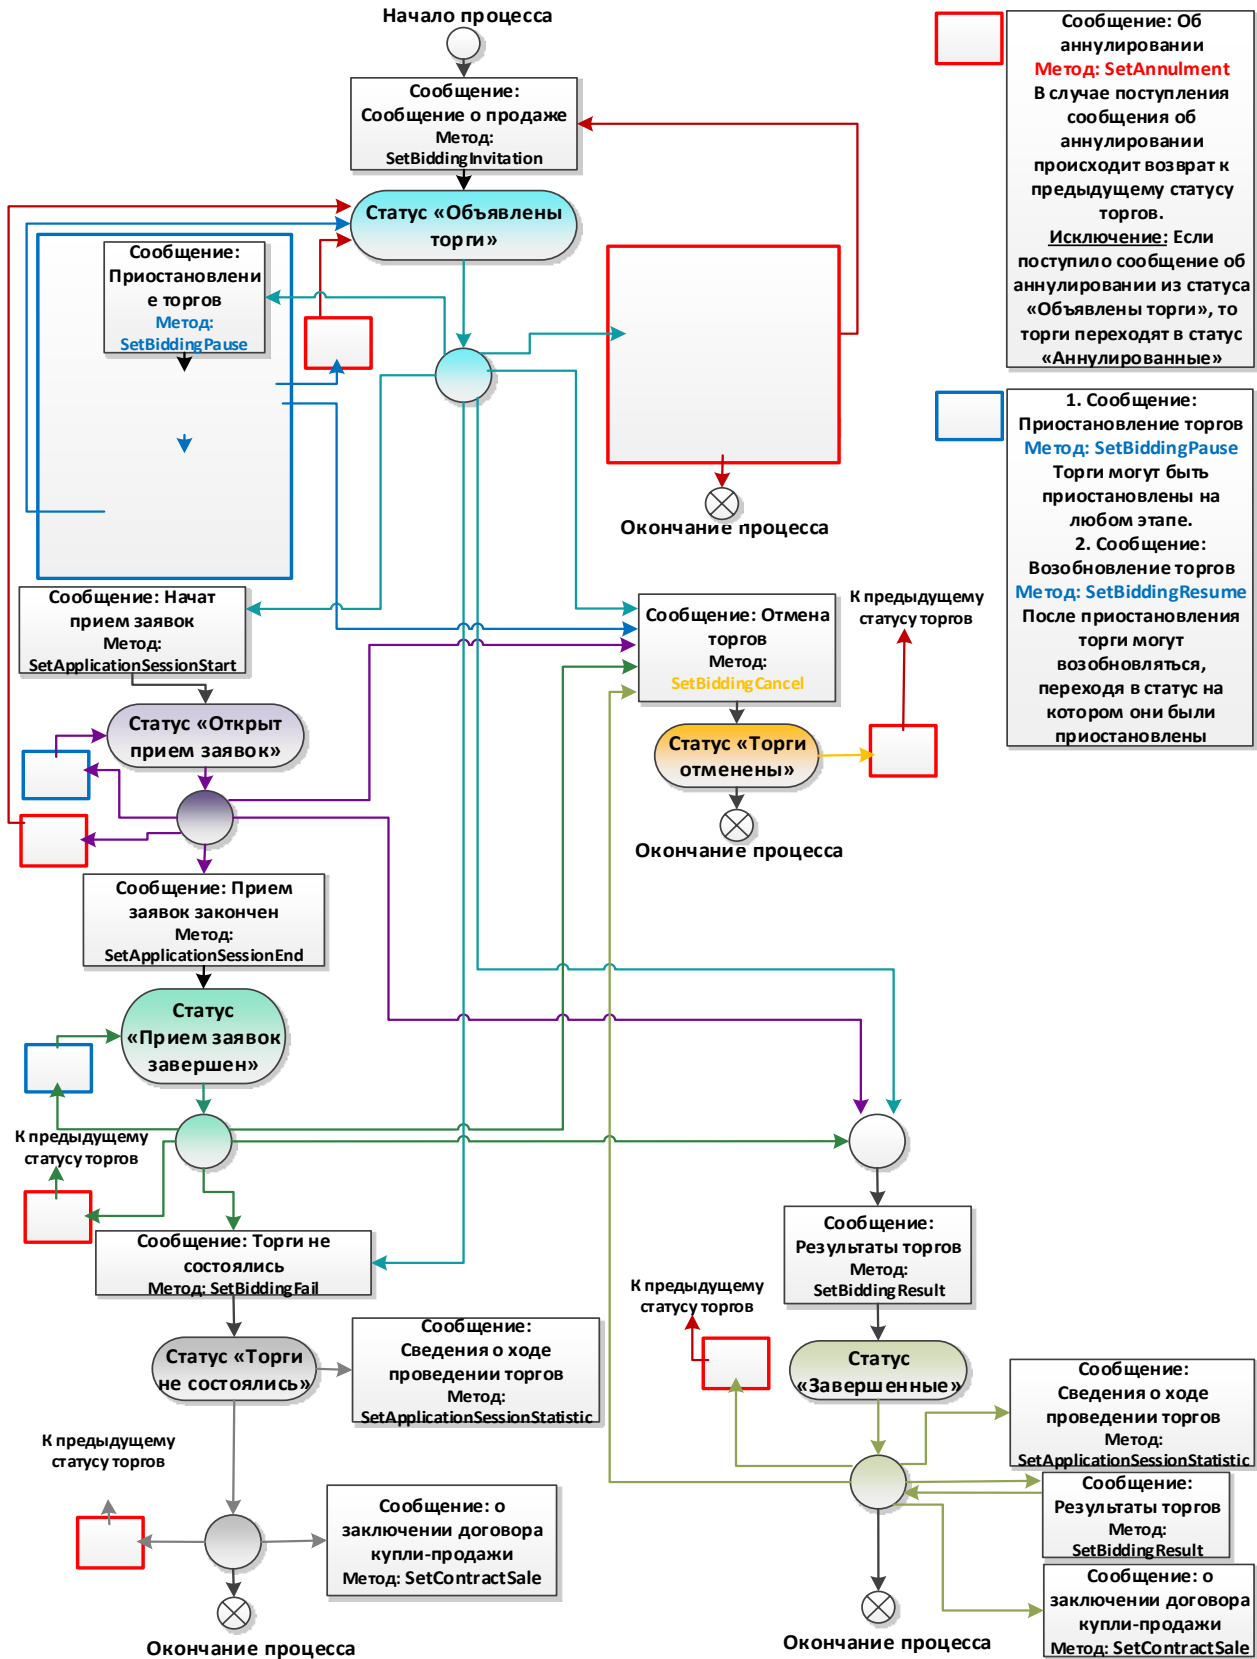 Начало процесса
Сообщение:
Сообщение о продаже
Метод:
SetBiddingInvitation
Статус «Объявлены
торги»
Сообщение:
Приостановлени
е торгов
Метод:
SetBiddingPause
Окончание процесса
Сообщение: Об
аннулировании
Метод: SetAnnulment
В случае поступления
сообщения об
аннулировании
происходит возврат к
предыдущему статусу
торгов.
Исключение: Если
поступило сообщение об
аннулировании из статуса
«Объявлены торги», то
торги переходят в статус
«Аннулированные»
1. Сообщение:
Приостановление торгов
Метод: SetBiddingPause
Торги могут быть
приостановлены на
любом этапе.
2. Сообщение:
Возобновление торгов
Метод: SetBiddingResume
После приостановления
торги могут
возобновляться,
переходя в статус на
котором они были
приостановлены
Сообщение: Начат
прием заявок
Метод:
SetApplicationSessionStart
Статус «Открыт
прием заявок»
Сообщение: Отмена
торгов
Метод:
SetBiddingCancel
К предыдущему
статусу торгов
Статус «Торги
отменены»
Окончание процесса
Сообщение: Прием
заявок закончен
Метод:
SetApplicationSessionEnd
Статус
«Прием заявок
завершен»
К предыдущему
статусу торгов
Сообщение: Торги не
состоялись
Метод: SetBiddingFail
Статус «Торги
не состоялись»
Сообщение:
Сведения о ходе
проведении торгов
Метод:
SetApplicationSessionStatistic
К предыдущему
статусу торгов
Сообщение: о
заключении договора
купли-продажи
Метод: SetContractSale
Окончание процесса
Сообщение:
Результаты торгов
Метод:
SetBiddingResult
К предыдущему
статусу торгов
Статус
«Завершенные»
Сообщение:
Сведения о ходе
проведении торгов
Метод:
SetApplicationSessionStatistic
Сообщение:
Результаты торгов
Метод:
SetBiddingResult
Сообщение: о
заключении договора
купли-продажи
Метод: SetContractSale
Окончание процесса